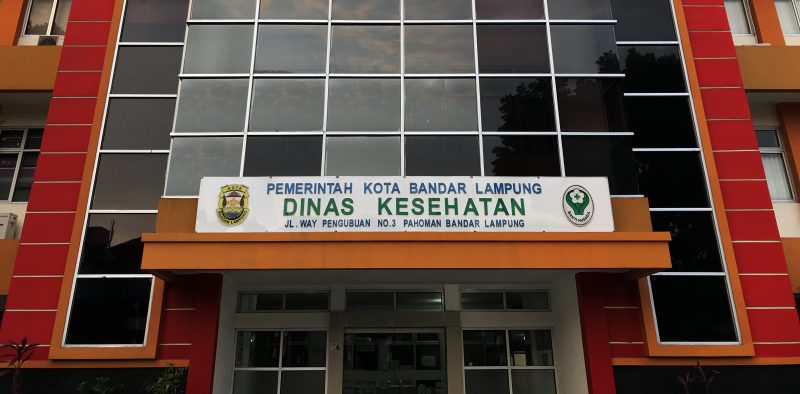 PEMERINTAH KOTA BANDAR LAMPUNG
DINAS KESEHATAN
JL. WAY PENGUBUAN NO.3 PAHOMAN BANDAR LAMPUNG